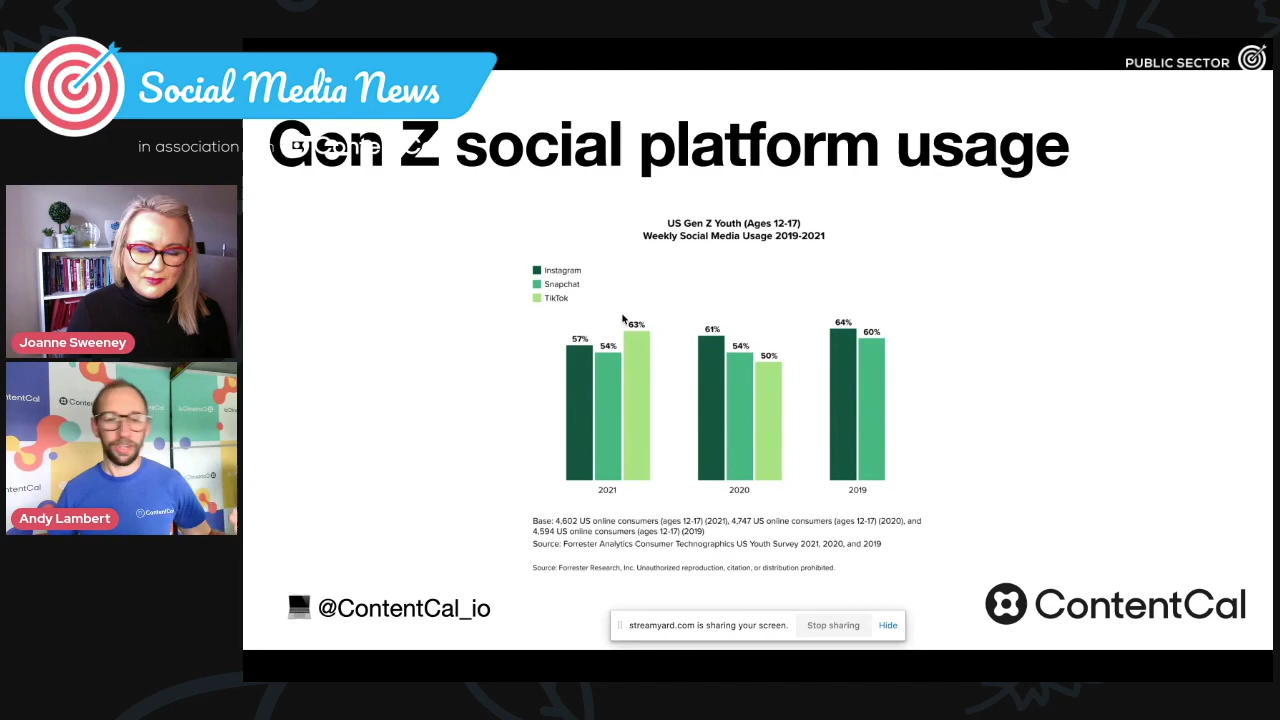 Social Media News
PUBLIC SECTOR
in association
Gen Z social platform usage
US Gen Z Youth (Ages 12-17)
Weekly Social Media Usage 2019-2021
Instagram
Snapchat
TikTok
57%
54%
63%
61%
54%
50%
64%
60%
2021
2020
2019
Base: 4,602 US online consumers (ages 12-17) (2021), 4,747 US online consumers (ages 12-17) (2020), and
4,594 US online consumers (ages 12-17) (2019)
Source: Forrester Analytics Consumer Technographics US Youth Survey 2021, 2020, and 2019
Source: Forrester Research, Inc. Unauthorized reproduction, citation, or distribution prohibited.
Joanne Sweeney
ContentCal
Andy Lambert
@ContentCal_io
ContentCal
streamyard.com is sharing your screen.
Stop sharing
Hide